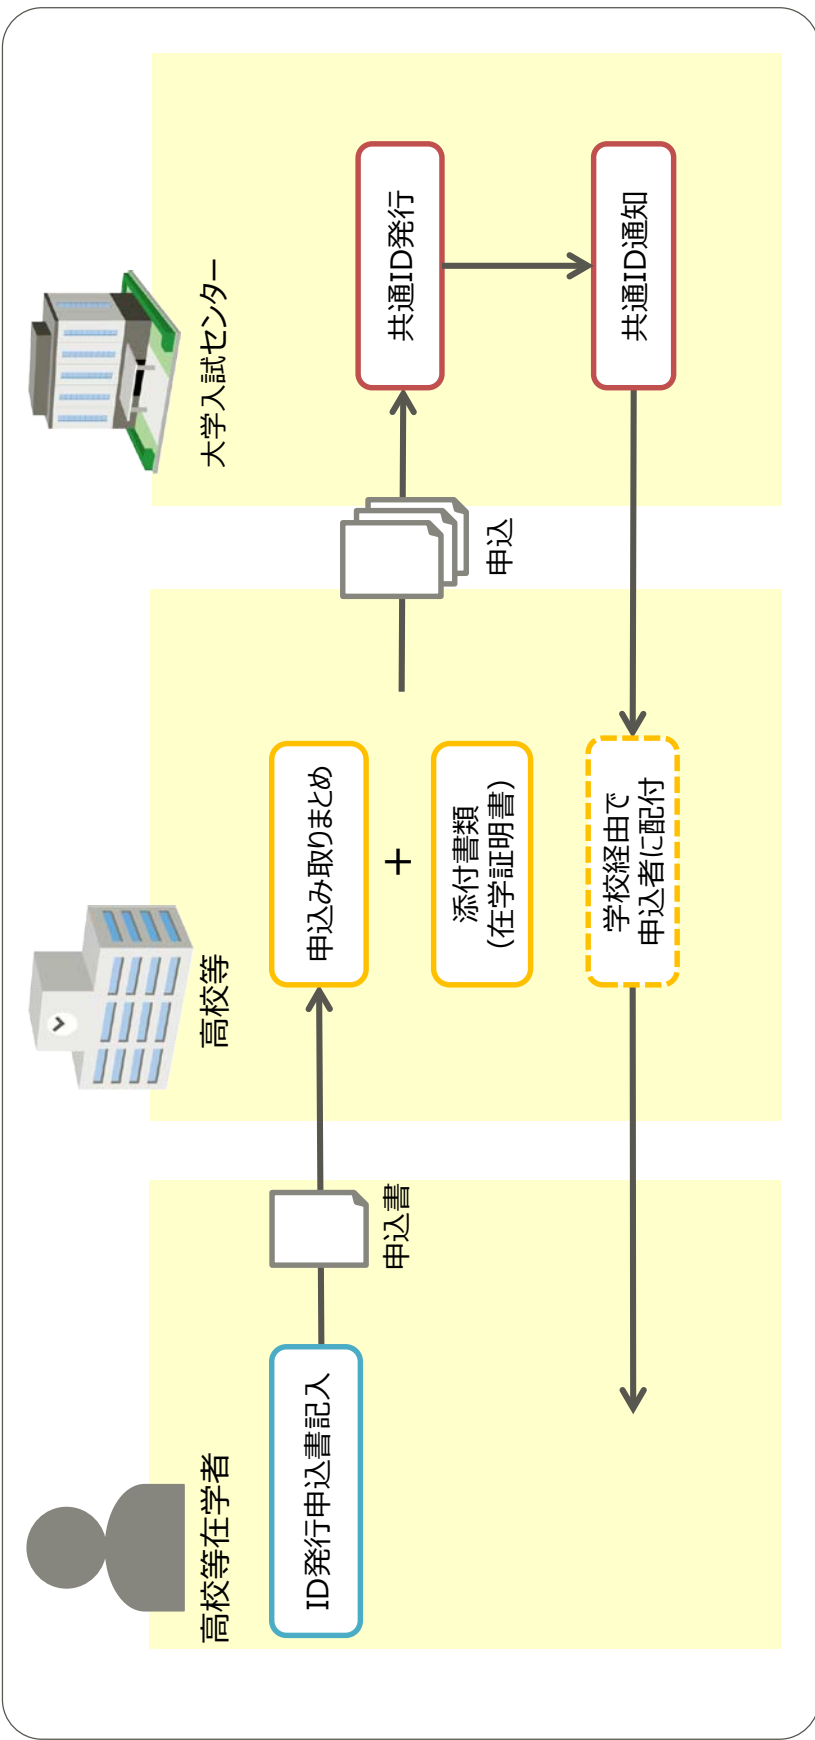 高校等在学者
ID発行申込書記入
申込書
高校等
申込み取りまとめ
＋
添付書類
（在学証明書）
学校経由で
申込者に配付
申込
大学入試センター
共通ID発行
共通ID通知